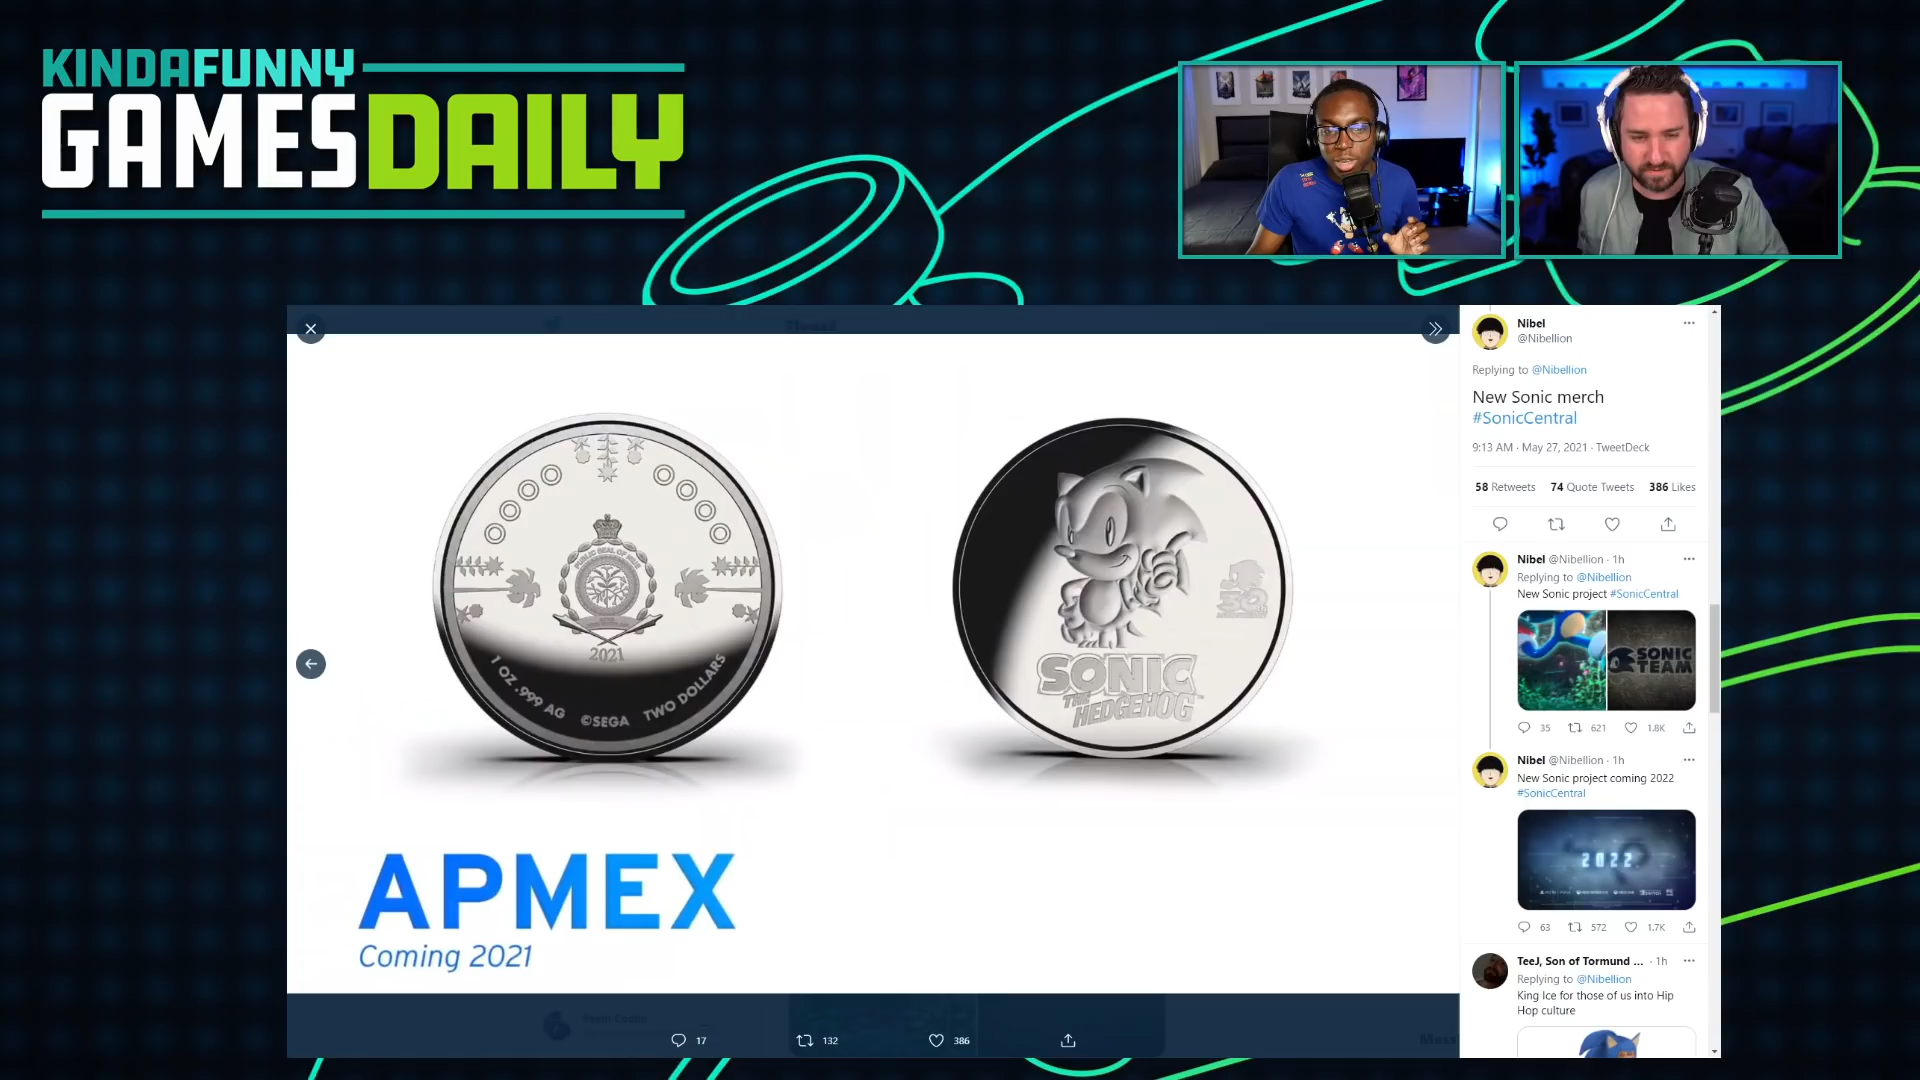 KINDAFUNNY
GAMESDAILY
2021
1 OZ .999 AG ©SEGA TWO DOLLARS
SONIC
THE
HEDGEHOG
30th
APMEX
Coming 2021
17
132
386
Nibel
@Nibellion
Replying to @Nibellion
New Sonic merch
#SonicCentral
9:13 AM · May 27, 2021 · TweetDeck
58 Retweets 74 Quote Tweets 386 Likes
Nibel @Nibellion · 1h
Replying to @Nibellion
New Sonic project #SonicCentral
SONIC
TEAM
35 621 1.8K
Nibel @Nibellion · 1h
New Sonic project coming 2022
#SonicCentral
2022
63 572 1.7K
TeeJ, Son of Tormund ... · 1h
Replying to @Nibellion
King Ice for those of us into Hip
Hop culture